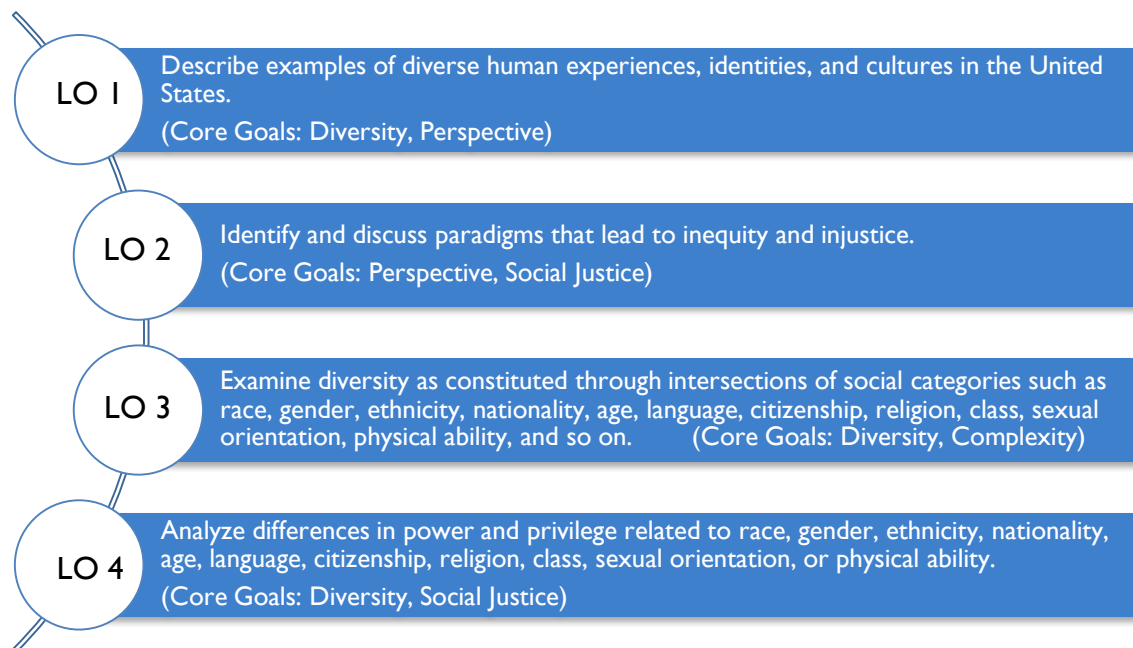 LO 1
Describe examples of diverse human experiences, identities, and cultures in the United
States.
(Core Goals: Diversity, Perspective)
LO 2
Identify and discuss paradigms that lead to inequity and injustice.
(Core Goals: Perspective, Social Justice)
LO 3
Examine diversity as constituted through intersections of social categories such as
race, gender, ethnicity, nationality, age, language, citizenship, religion, class, sexual
orientation, physical ability, and so on. (Core Goals: Diversity, Complexity)
LO 4
Analyze differences in power and privilege related to race, gender, ethnicity, nationality,
age, language, citizenship, religion, class, sexual orientation, or physical ability.
(Core Goals: Diversity, Social Justice)